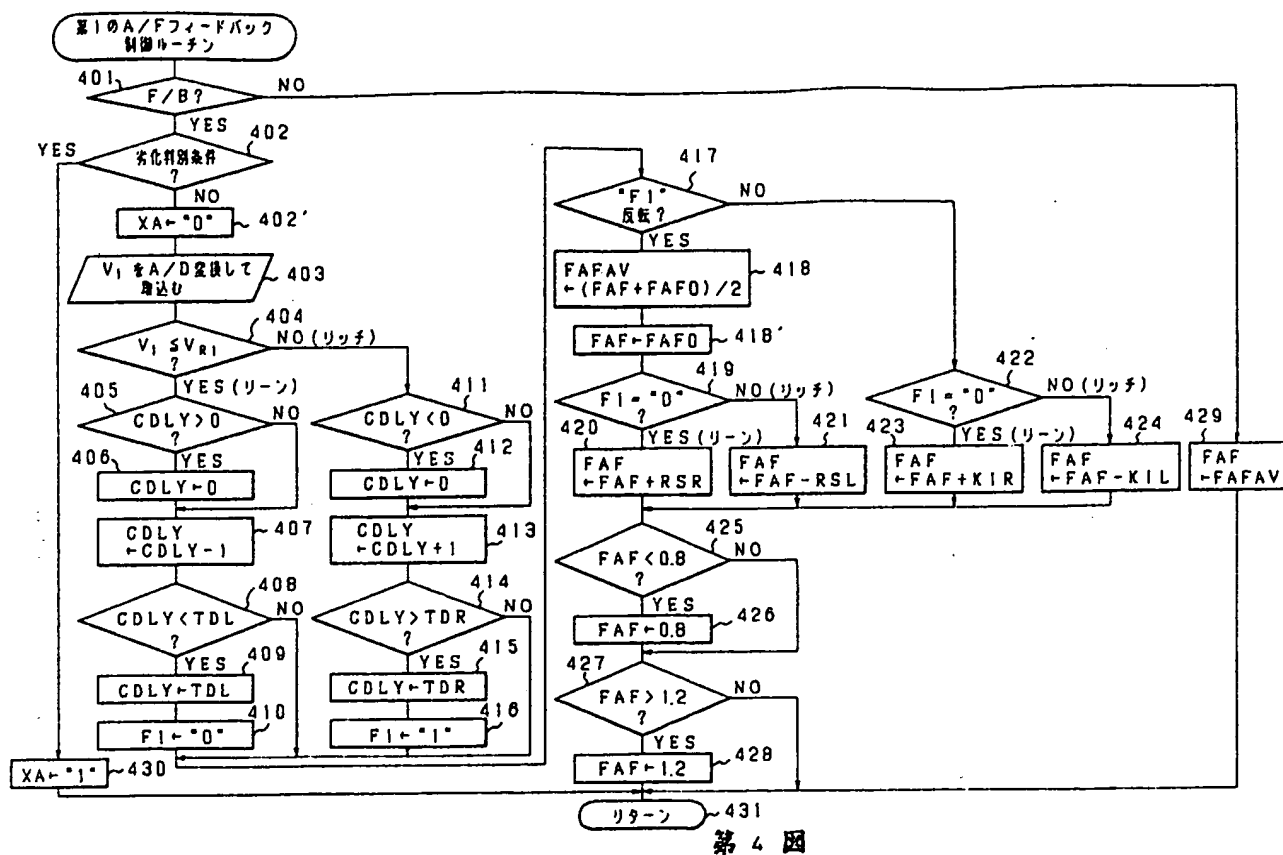 第1のA/Fフィードバック
制御ルーチン
401
F/B?
NO
YES
402
YES
劣化判別条件
?
NO
XA←"0"
402'
V1をA/D変換して
取込む
403
404
V1≦VR1
?
NO(リッチ)
YES(リーン)
405
CDLY>0
?
NO
YES
406
CDLY←0
CDLY
←CDLY-1
407
408
CDLY<TDL
?
NO
YES
409
CDLY←TDL
410
F1←"0"
XA←"1"
430
411
CDLY<0
?
NO
YES
412
CDLY←0
CDLY
←CDLY+1
413
414
CDLY>TDR
?
NO
YES
415
CDLY←TDR
416
F1←"1"
417
"F1"
反転?
NO
YES
FAFAV
←(FAF+FAF0)/2
418
FAF←FAF0
418'
419
F1="0"
?
NO(リッチ)
YES(リーン)
420
FAF
←FAF+RSR
421
FAF
←FAF-RSL
422
F1="0"
?
NO(リッチ)
YES(リーン)
423
FAF
←FAF+KIR
424
FAF
←FAF-KIL
429
FAF
←FAFAV
425
FAF<0.8
?
NO
YES
FAF←0.8
426
427
FAF>1.2
?
NO
YES
FAF←1.2
428
リターン
431
第4図